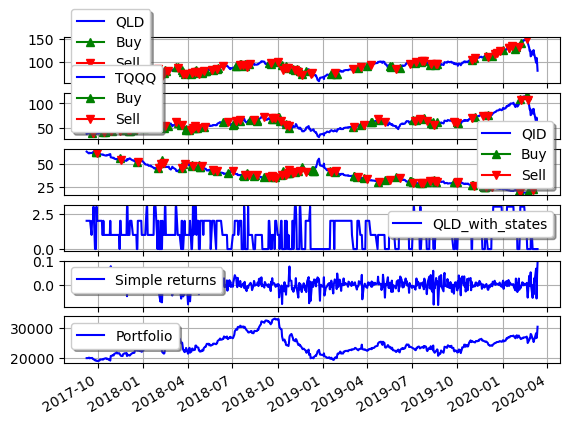 QLD
Buy
Sell
150
100
TQQQ
Buy
Sell
100
50
QID
Buy
Sell
50
25
QLD_with_states
2.5
0.0
Simple returns
0.1
0.0
Portfolio
30000
20000
2017-10 2018-01 2018-04 2018-07 2018-10 2019-01 2019-04 2019-07 2019-10 2020-01 2020-04